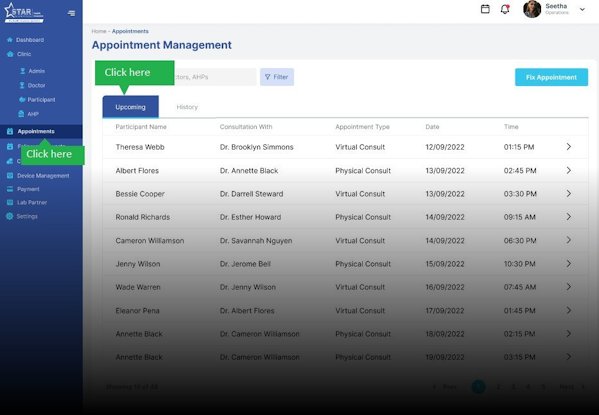 STAR
Seetha
Operations
Home - Appointments
Appointment Management
Click here
ctors, AHPs
Filter
Fix Appointment
Dashboard
Clinic
Admin
Doctor
Participant
AHP
Appointments
Click here
Device Management
Payment
Lab Partner
Settings
Upcoming History
Participant Name Consultation With Appointment Type Date Time
Theresa Webb Dr. Brooklyn Simmons Virtual Consult 12/09/2022 01:15 PM
Albert Flores Dr. Annette Black Physical Consult 13/09/2022 02:45 PM
Bessie Cooper Dr. Darrell Steward Virtual Consult 13/09/2022 03:30 PM
Ronald Richards Dr. Esther Howard Physical Consult 14/09/2022 09:15 AM
Cameron Williamson Dr. Savannah Nguyen Virtual Consult 14/09/2022 06:30 PM
Jenny Wilson Dr. Jerome Bell Physical Consult 15/09/2022 10:30 PM
Wade Warren Dr. Jenny Wilson Virtual Consult 16/09/2022 07:45 AM
Eleanor Pena Dr. Albert Flores Virtual Consult 17/09/2022 01:45 PM
Annette Black Dr. Cameron Williamson Physical Consult 18/09/2022 02:15 PM
Annette Black Dr. Cameron Williamson Physical Consult 19/09/2022 03:15 PM
Showing 10 of Prev 1 2 3 4 5 Next